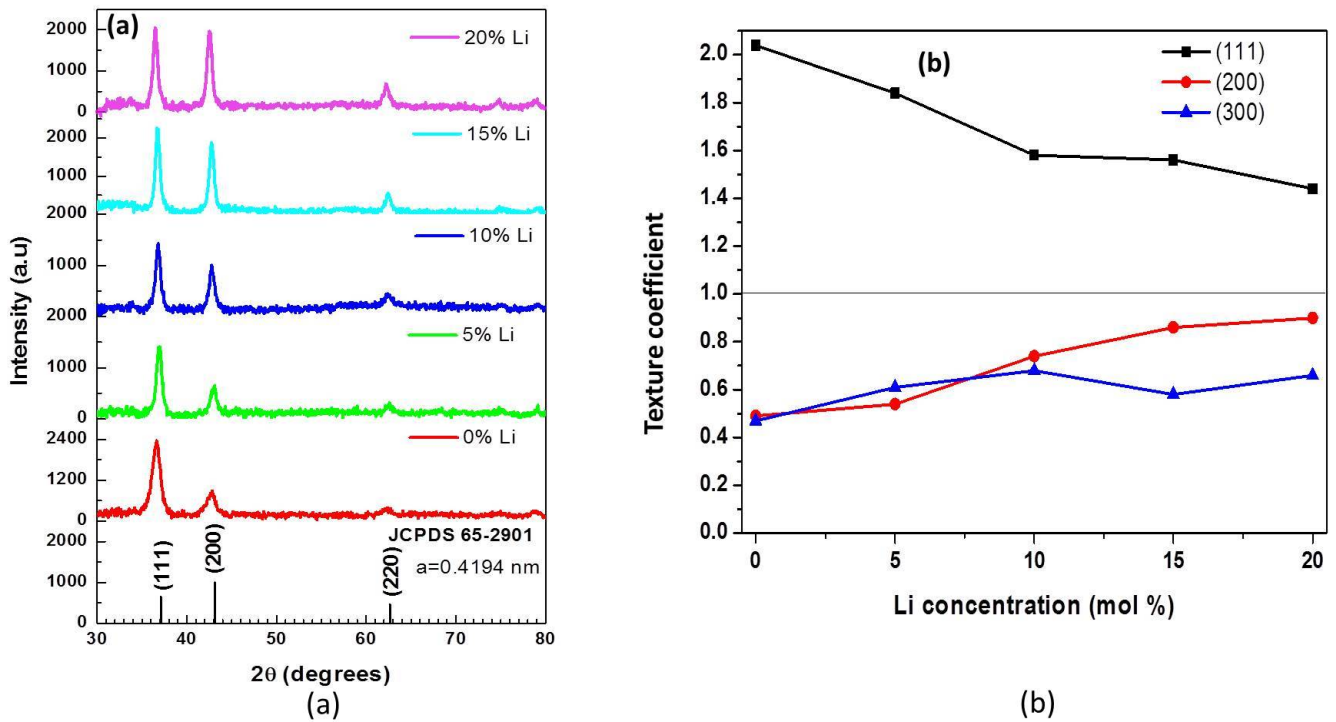 (a)
2000
1000
0
20% Li
2000
1000
2000
15% Li
1000
2000
10% Li
1000
0
5% Li
2400
1200
0
0% Li
2000
1000
0
(111)
(200)
(220)
JCPDS 65-2901
a=0.4194 nm
30 40 50 60 70 80
Intensity (a.u)
2θ (degrees)
(a)
(b)
(111)
(200)
(300)
2.0
1.8
1.6
1.4
1.2
1.0
0.8
0.6
0.4
0.2
0.0
0 5 10 15 20
Texture coefficient
Li concentration (mol %)
(b)